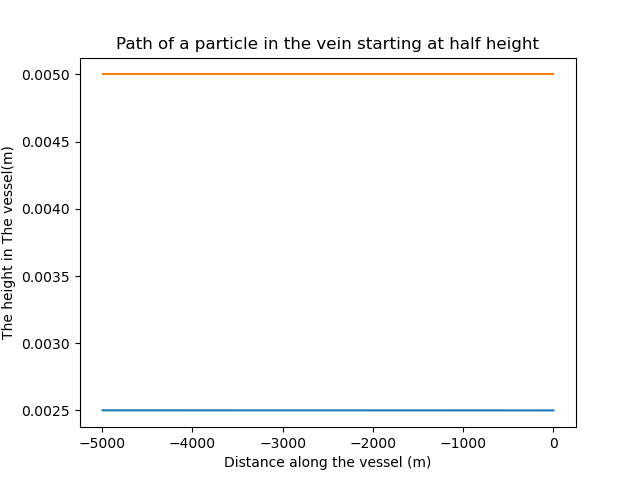 Path of a particle in the vein starting at half height
0.0050
0.0045
0.0040
0.0035
0.0030
0.0025
The height in The vessel(m)
−5000 −4000 −3000 −2000 −1000 0
Distance along the vessel (m)